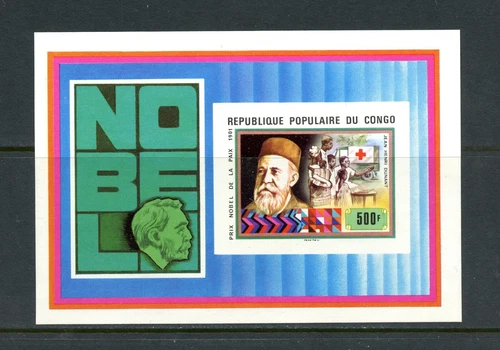 NO
BE
L
REPUBLIQUE POPULAIRE DU CONGO
PRIX NOBEL DE LA PAIX 1901
JEAN HENRI DUNANT
500F